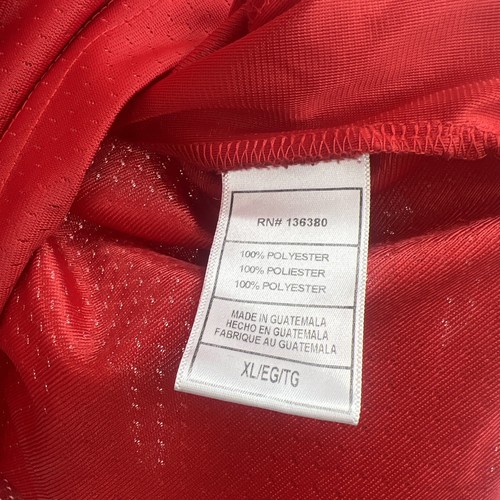 RN# 136380
100% POLYESTER
100% POLIESTER
100% POLYESTER
MADE IN GUATEMALA
HECHO EN GUATEMALA
FABRIQUE AU GUATEMALA
XL/EG/TG